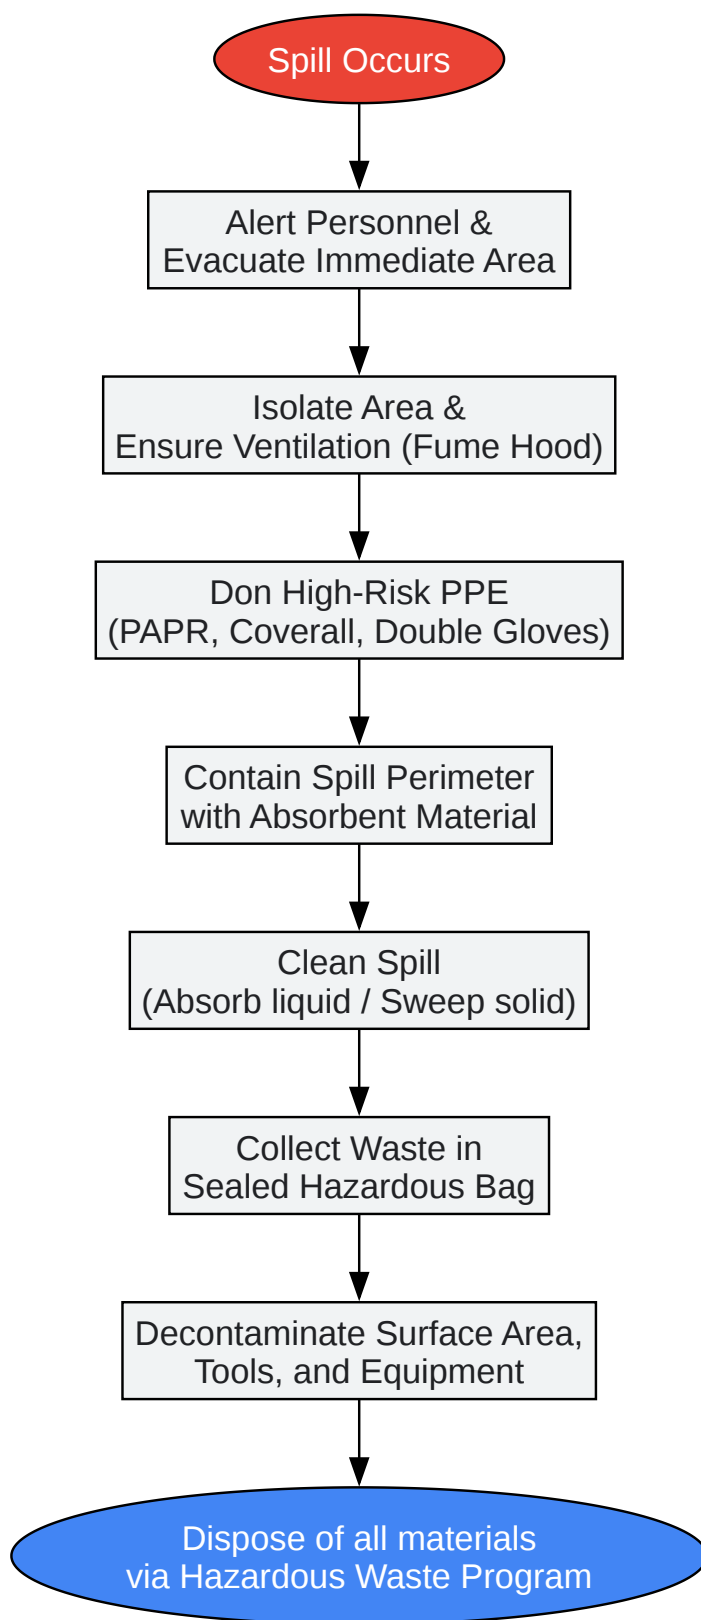 Spill Occurs
Alert Personnel &
Evacuate Immediate Area
Isolate Area &
Ensure Ventilation (Fume Hood)
Don High-Risk PPE
(PAPR, Coverall, Double Gloves)
Contain Spill Perimeter
with Absorbent Material
Clean Spill
(Absorb liquid / Sweep solid)
Collect Waste in
Sealed Hazardous Bag
Decontaminate Surface Area,
Tools, and Equipment
Dispose of all materials
via Hazardous Waste Program